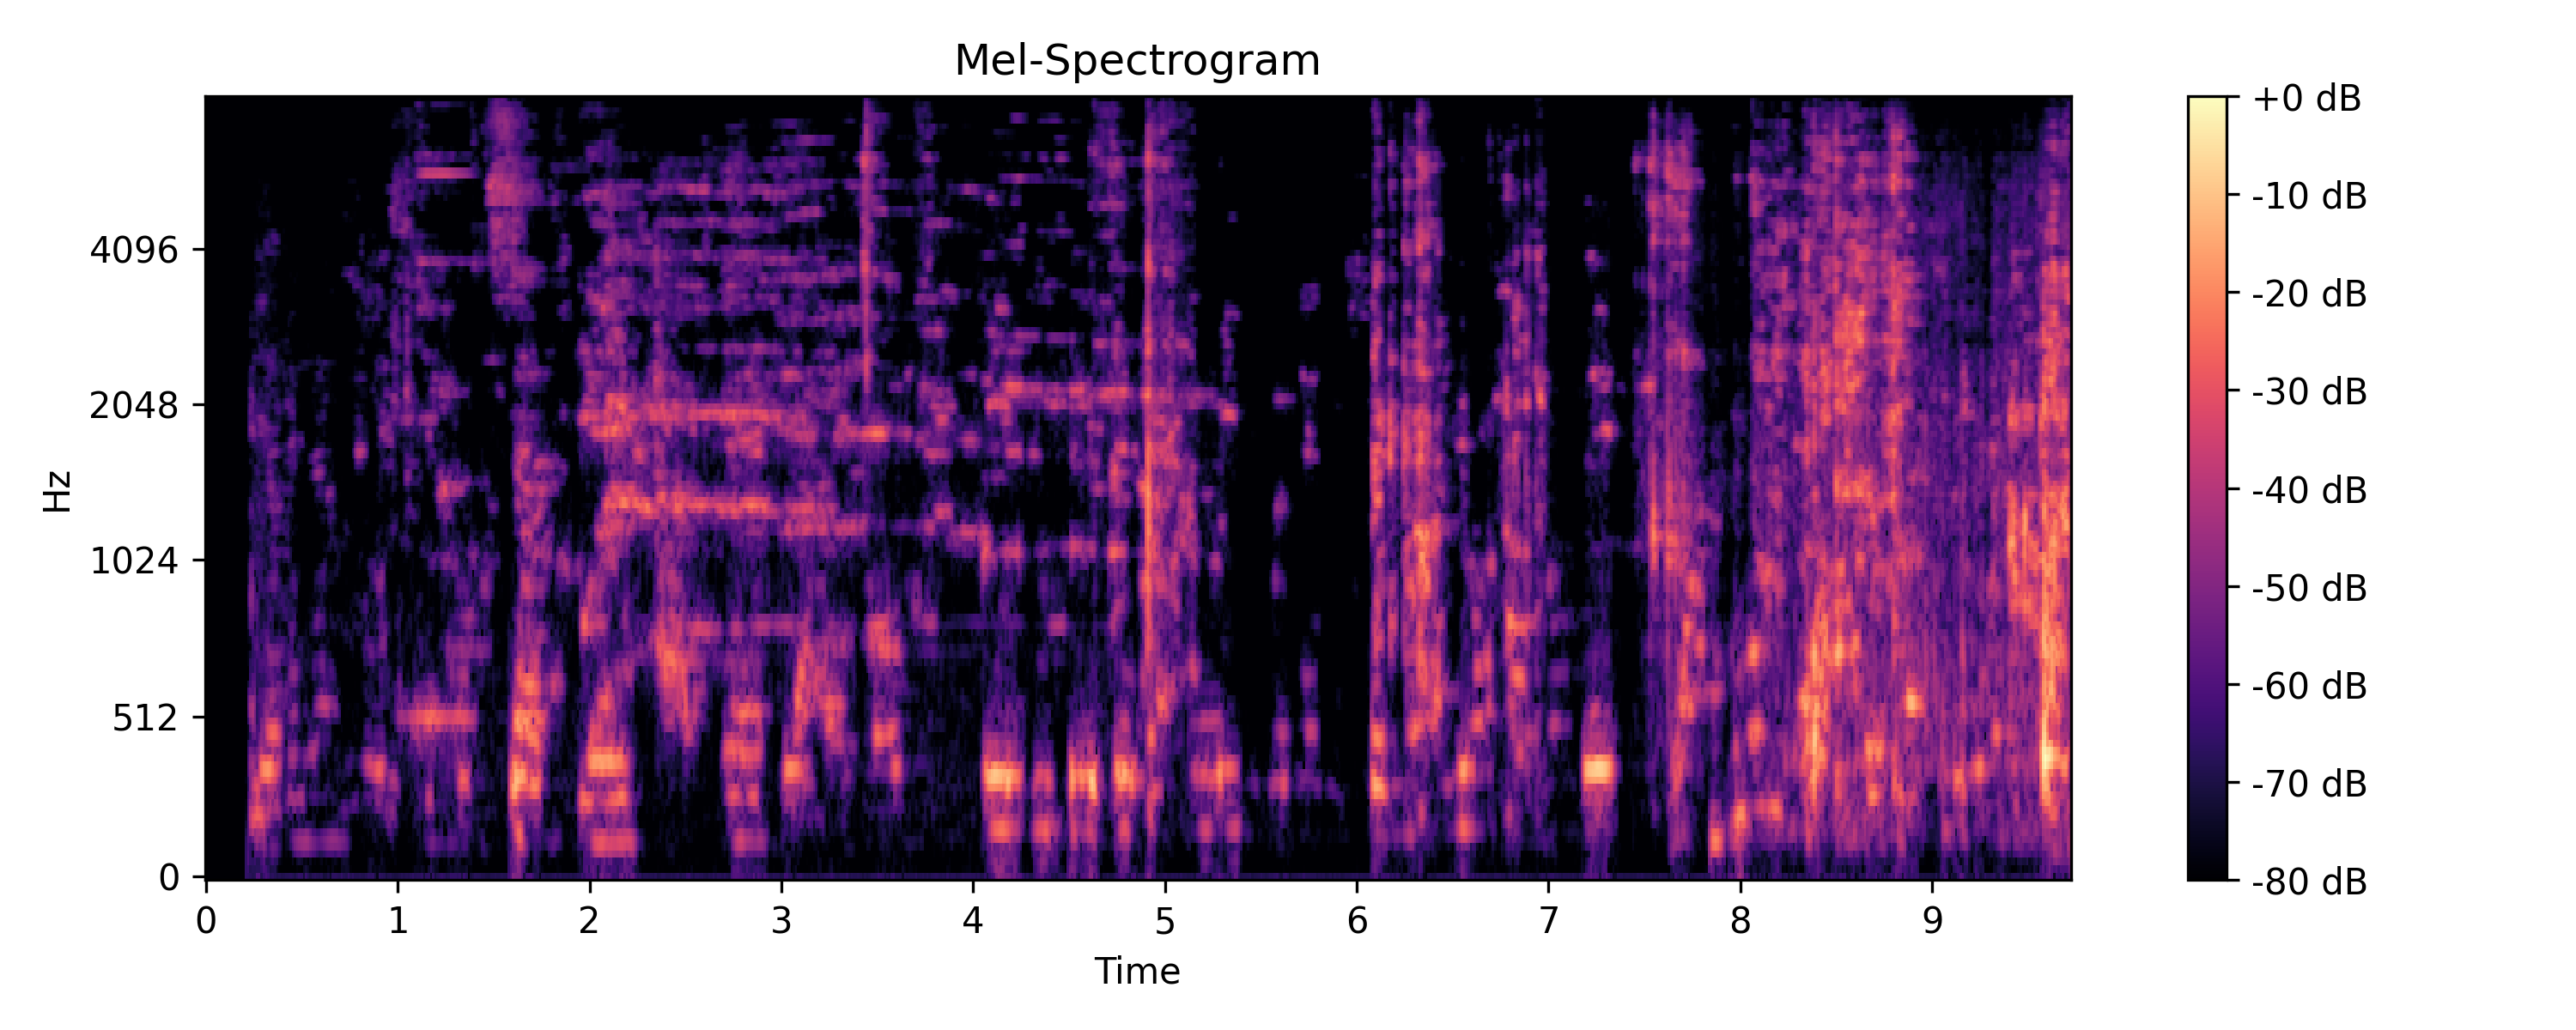 Mel-Spectrogram
+0 dB
-10 dB
-20 dB
-30 dB
-40 dB
-50 dB
-60 dB
-70 dB
-80 dB
Hz
4096
2048
1024
512
0
0 1 2 3 4 5 6 7 8 9
Time